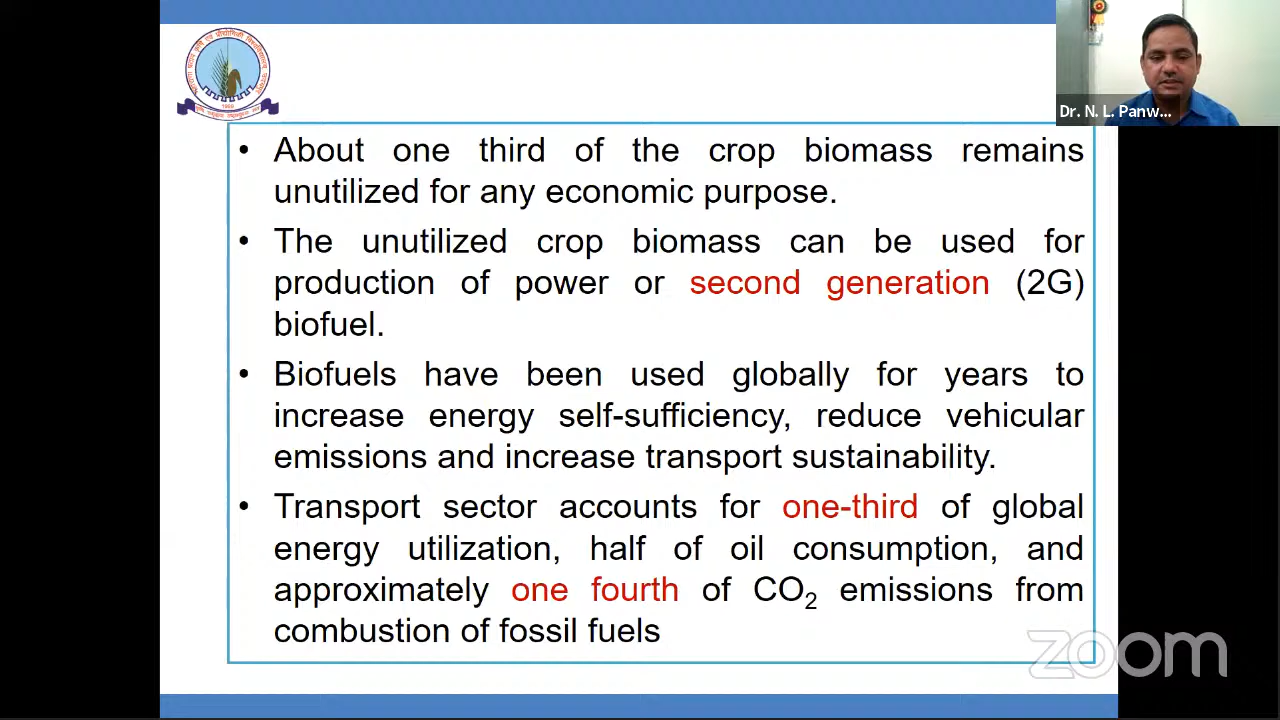 Dr. N. L. Panw...
• About one third of the crop biomass remains
unutilized for any economic purpose.
• The unutilized crop biomass can be used for
production of power or second generation (2G)
biofuel.
• Biofuels have been used globally for years to
increase energy self-sufficiency, reduce vehicular
emissions and increase transport sustainability.
• Transport sector accounts for one-third of global
energy utilization, half of oil consumption, and
approximately one fourth of CO2 emissions from
combustion of fossil fuels
zoom